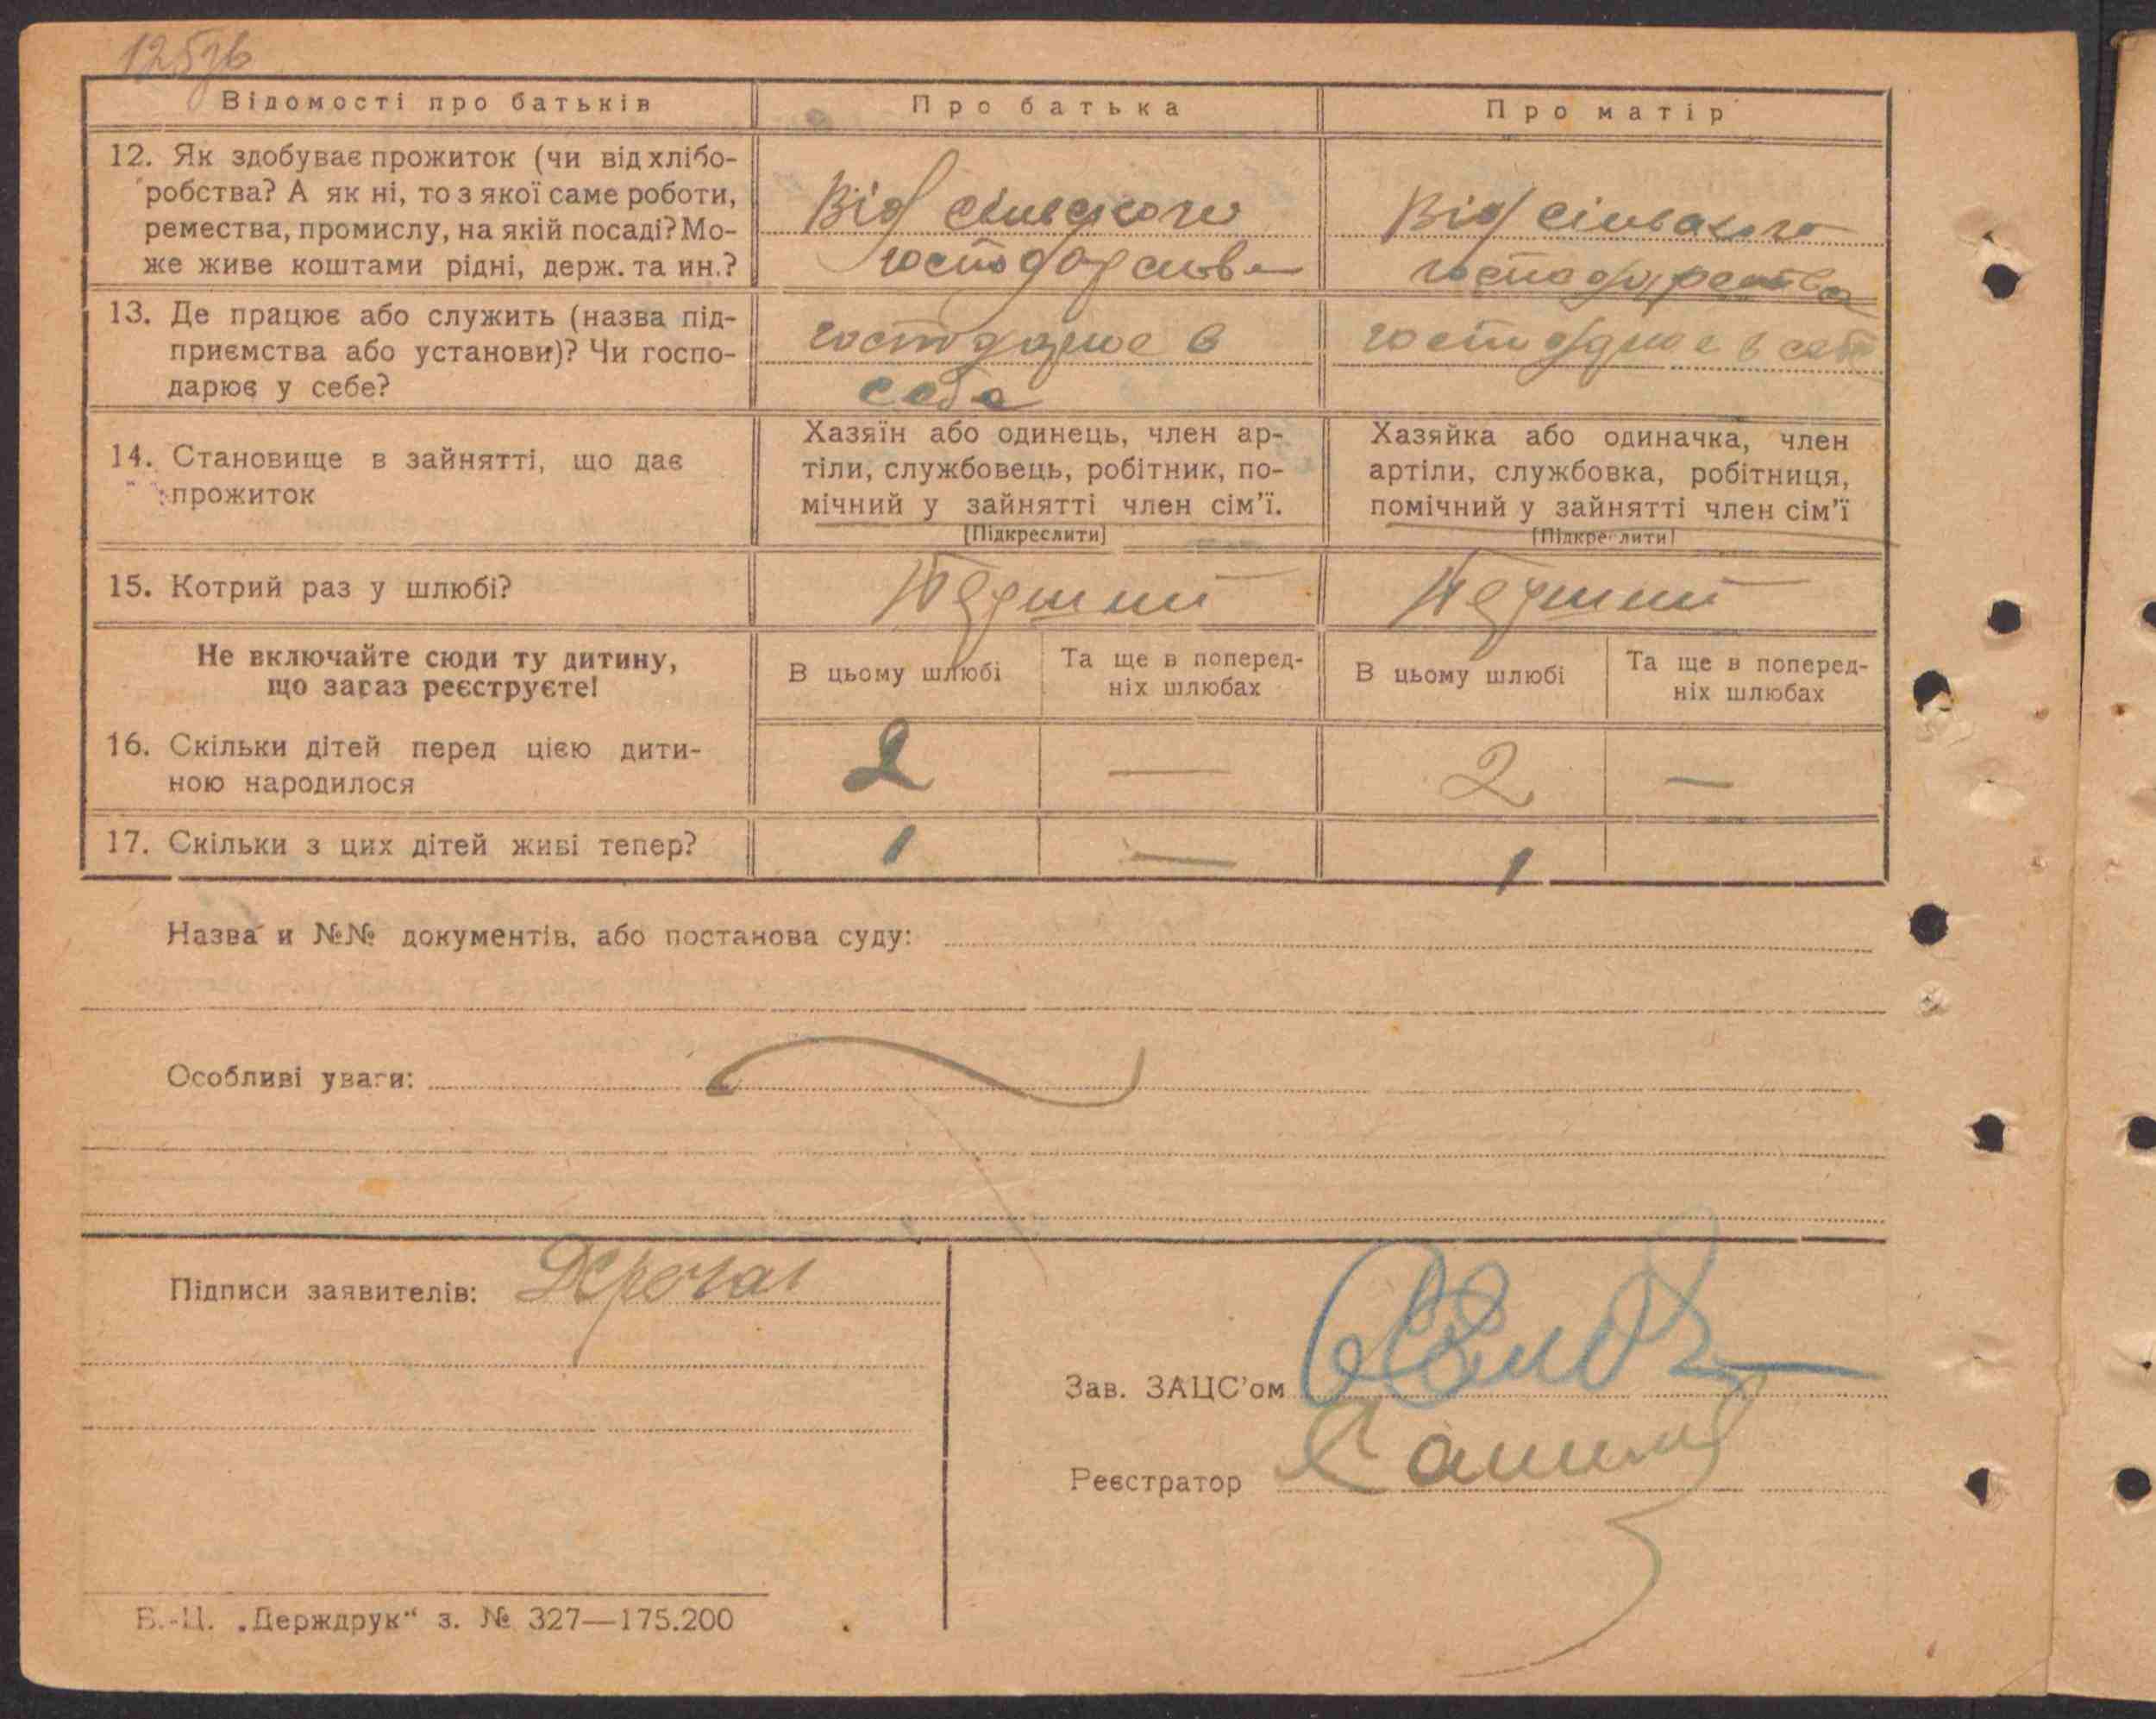 125зв
Відомості про батьків
Про батька
Про матір
12. Як здобуває прожиток (чи від хлібо-
робства? А як ні, то з якої саме роботи,
ремества, промислу, на якій посаді? Мо-
же живе коштами рідні, держ. та ин.?
Від сільського
господарства
Від сільського
господарства
13. Де працює або служить (назва під-
приємства або установи)? Чи госпо-
дарює у себе?
господарює в
себе
господарює в себе
14. Становище в зайнятті, що дає
прожиток
Хазяїн або одинець, член ар-
тіли, службовець, робітник, по-
мічний у зайнятті член сім'ї.
[Підкреслити]
Хазяйка або одиначка, член
артіли, службовка, робітниця,
помічний у зайнятті член сім'ї
[Підкреслити]
15. Котрий раз у шлюбі?
Перший
Перший
Не включайте сюди ту дитину,
що зараз реєструєте!
В цьому шлюбі
Та ще в поперед-
ніх шлюбах
В цьому шлюбі
Та ще в поперед-
ніх шлюбах
16. Скільки дітей перед цією дити-
ною народилося
2 — 2 —
17. Скільки з цих дітей живі тепер?
1 — 1
Назва и №№ документів, або постанова суду:
Особливі уваги:
Підписи заявителів:
Зав. ЗАЦС'ом
Реєстратор
Б.-Ц. „Держдрук“ з. № 327—175.200